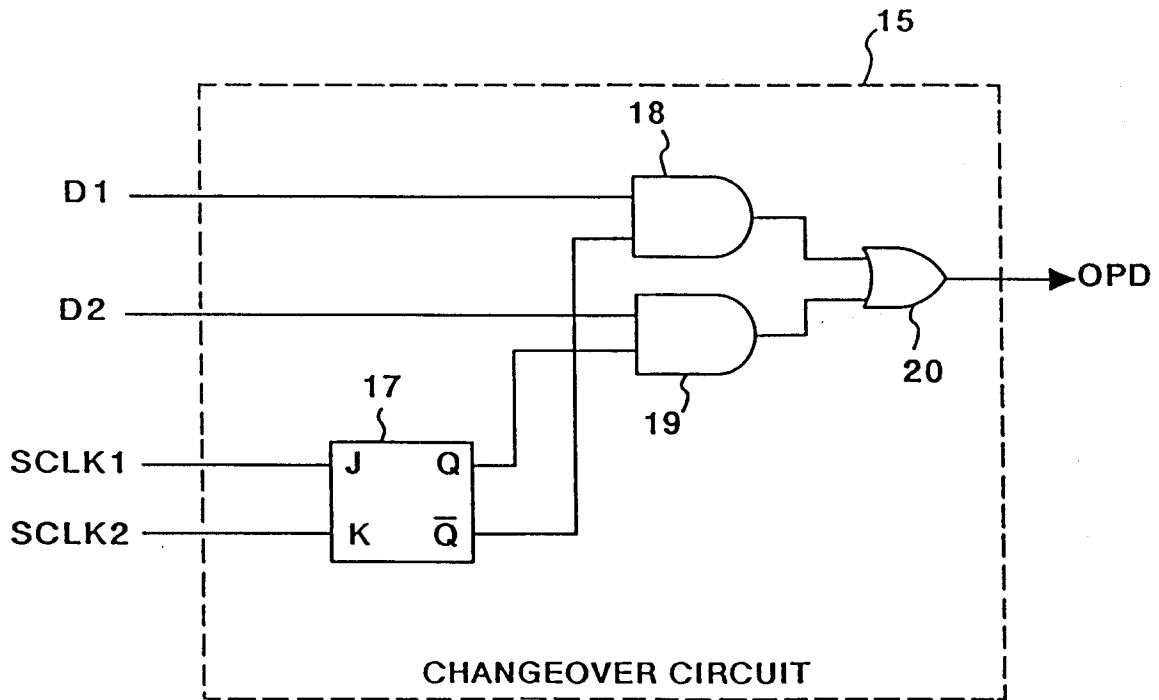 15
18
D1
OPD
D2
20
17
19
SCLK1
J Q
SCLK2
K Q̅
CHANGEOVER CIRCUIT